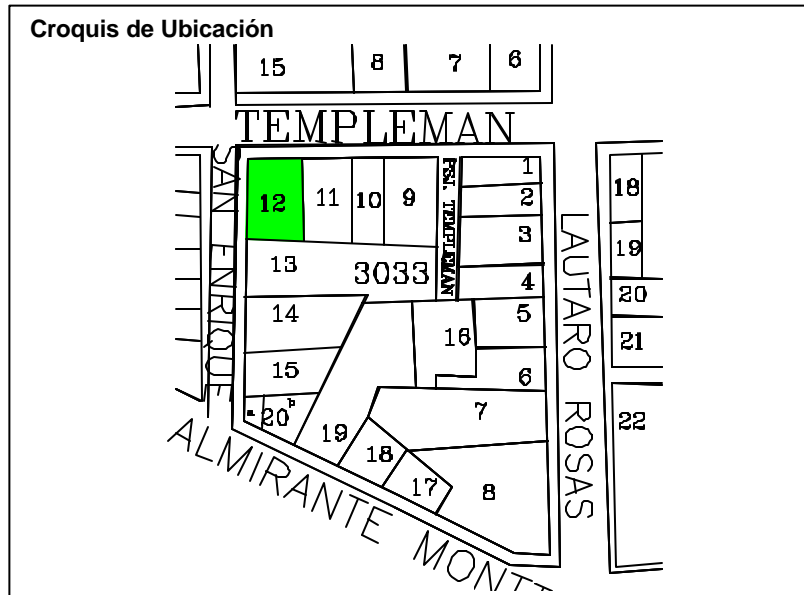 Croquis de Ubicación
15 8 7 6
TEMPLEMAN
SAN ENRIQUE
12 11 10 9
PSJ. TEMPLEMAN
1
2
3
4
13 3033
5
14
16
15
6
20
7
19
18
17
8
LAUTARO ROSAS
18
19
20
21
22
ALMIRANTE MONTT